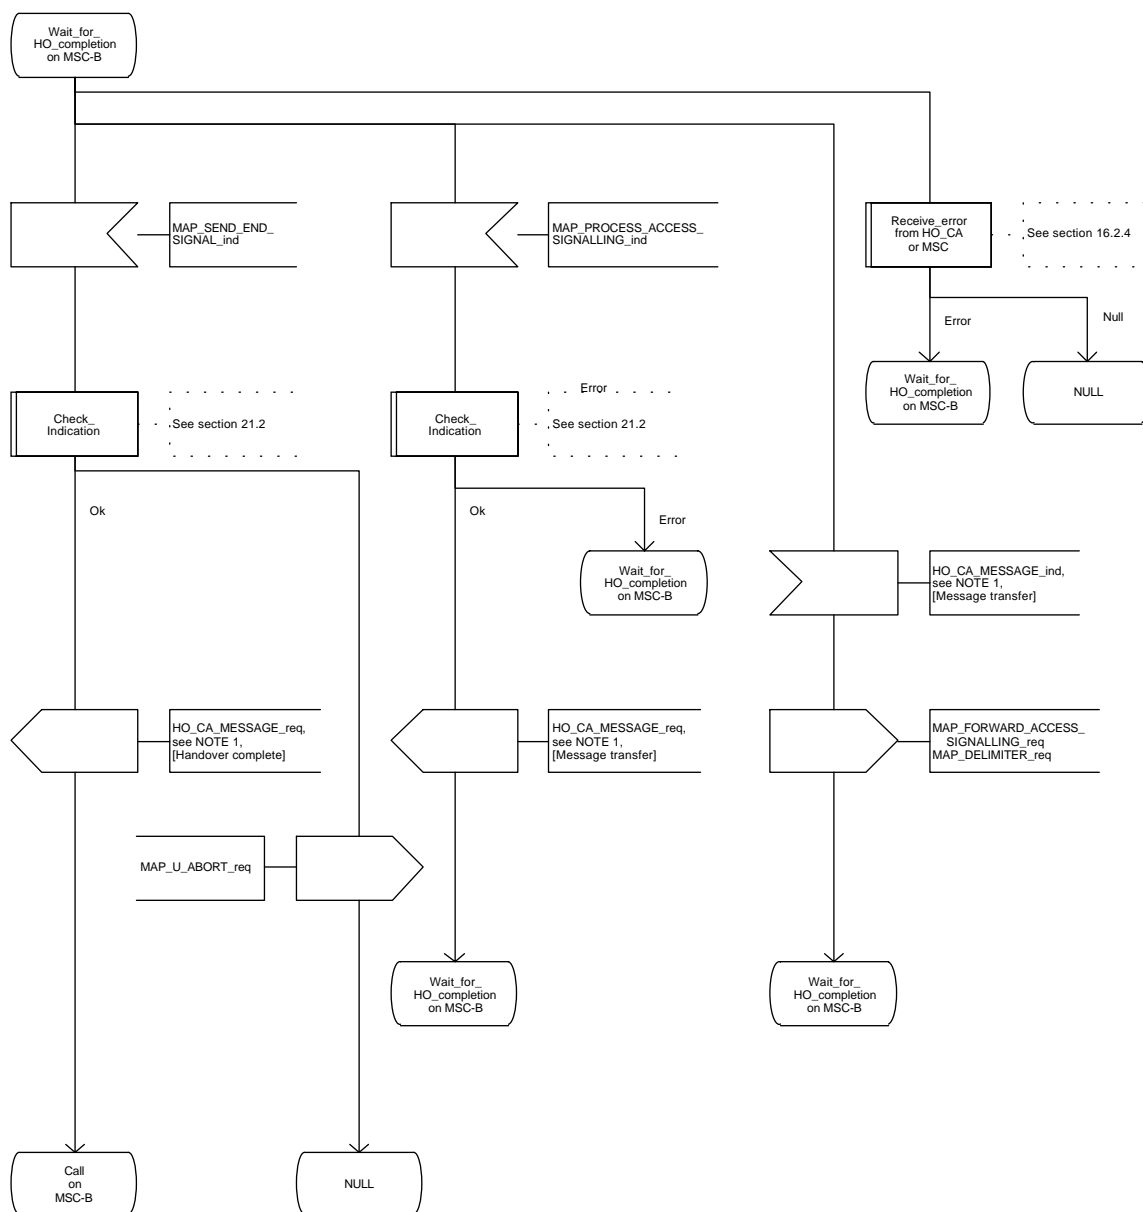 Wait_for_
HO_completion
on MSC-B
MAP_SEND_END_
SIGNAL_ind
MAP_PROCESS_ACCESS_
SIGNALLING_ind
Receive_error
from HO_CA
or MSC
See section 16.2.4
Error
Null
Wait_for_
HO_completion
on MSC-B
NULL
Check_
Indication
See section 21.2
Error
Check_
Indication
See section 21.2
Ok
Ok
Error
Wait_for_
HO_completion
on MSC-B
HO_CA_MESSAGE_ind,
see NOTE 1,
[Message transfer]
HO_CA_MESSAGE_req,
see NOTE 1,
[Handover complete]
HO_CA_MESSAGE_req,
see NOTE 1,
[Message transfer]
MAP_FORWARD_ACCESS_
SIGNALLING_req
MAP_DELIMITER_req
MAP_U_ABORT_req
Wait_for_
HO_completion
on MSC-B
Wait_for_
HO_completion
on MSC-B
Call
on
MSC-B
NULL